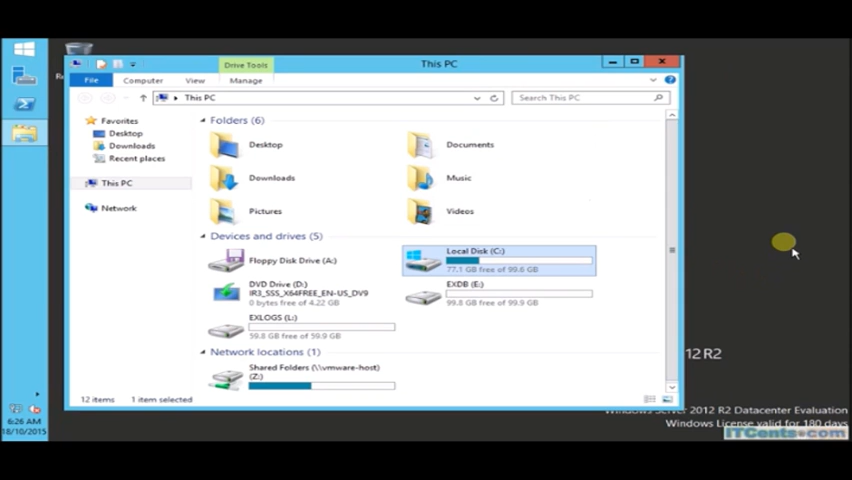 Drive Tools
This PC
File Computer View Manage
This PC
Search This PC
Favorites
Desktop
Downloads
Recent places
This PC
Network
Folders (6)
Desktop
Documents
Downloads
Music
Pictures
Videos
Devices and drives (5)
Floppy Disk Drive (A:)
Local Disk (C:)
77.1 GB free of 99.6 GB
DVD Drive (D:)
IR3_SSS_X64FREE_EN-US_DV9
0 bytes free of 4.22 GB
EXDB (E:)
99.8 GB free of 99.9 GB
EXLOGS (L:)
59.8 GB free of 59.9 GB
Network locations (1)
Shared Folders (\\vmware-host)
(Z:)
12 items 1 item selected
12 R2
Windows Server 2012 R2 Datacenter Evaluation
Windows License valid for 180 days
ITCents.com
6:26 AM
18/10/2015